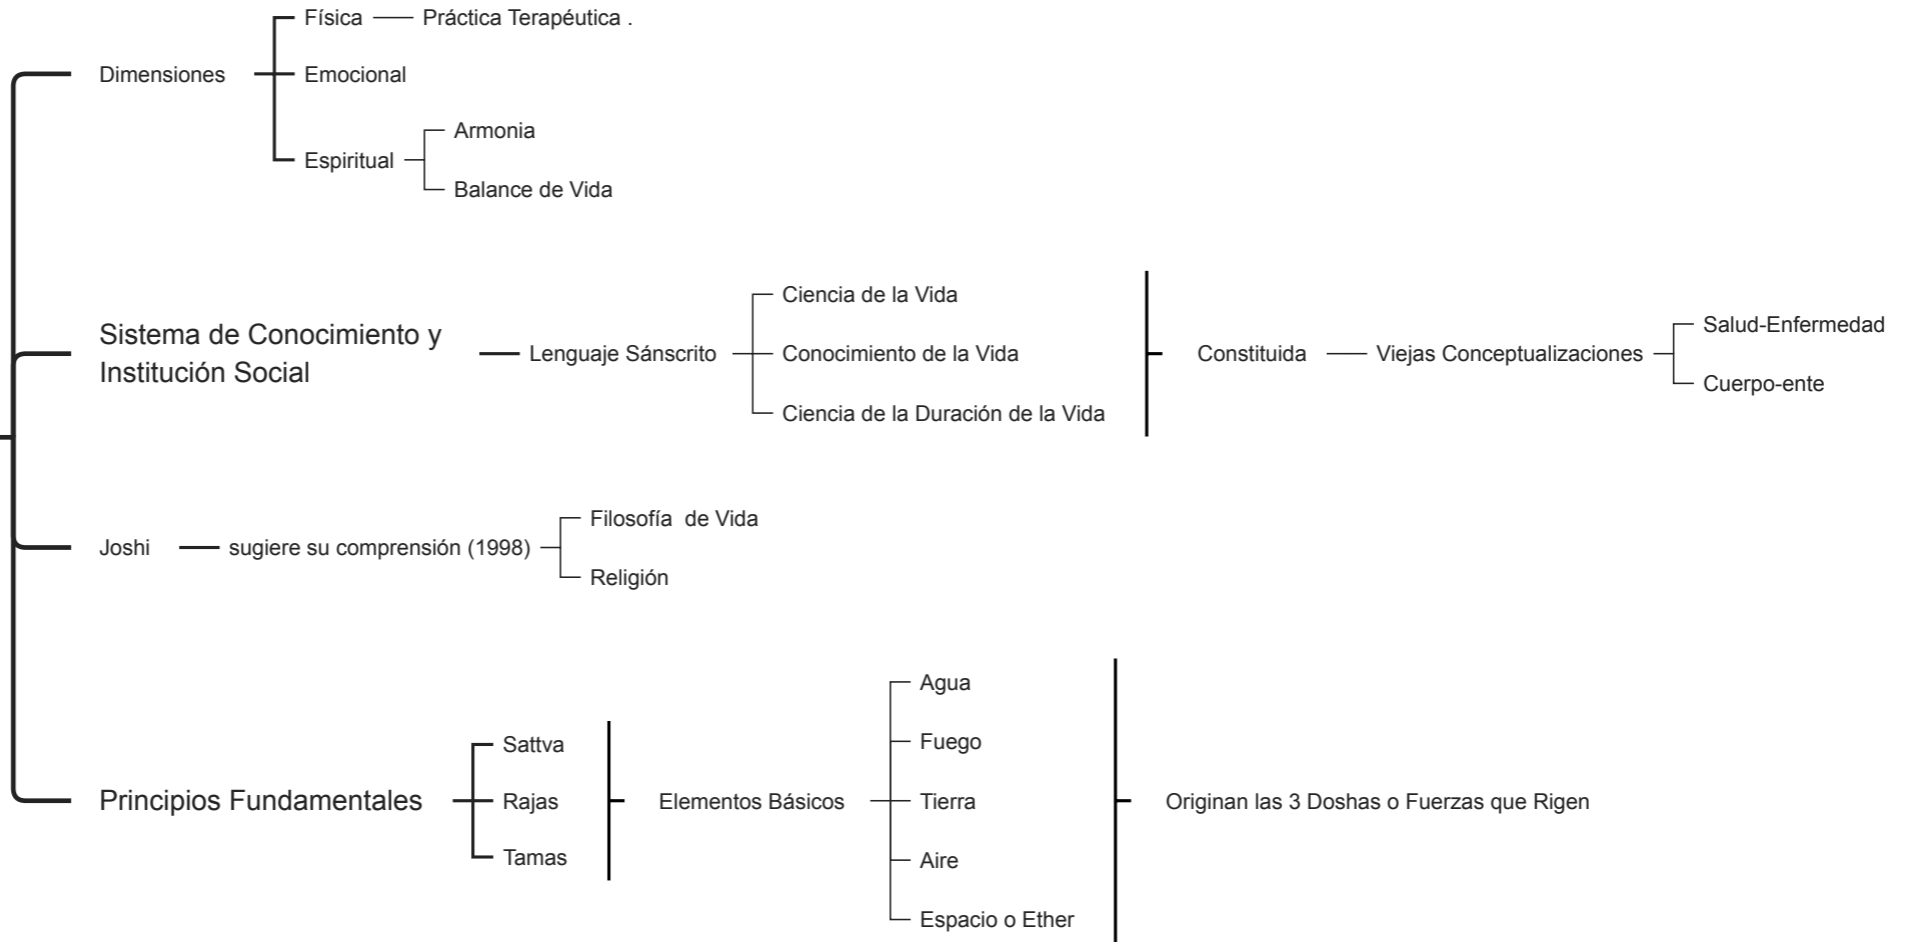 Física
Práctica Terapéutica .
Dimensiones
Emocional
Espiritual
Armonia
Balance de Vida
Sistema de Conocimiento y
Institución Social
Lenguaje Sánscrito
Ciencia de la Vida
Conocimiento de la Vida
Ciencia de la Duración de la Vida
Constituida
Viejas Conceptualizaciones
Salud-Enfermedad
Cuerpo-ente
Joshi
sugiere su comprensión (1998)
Filosofía  de Vida
Religión
Principios Fundamentales
Sattva
Rajas
Tamas
Elementos Básicos
Agua
Fuego
Tierra
Aire
Espacio o Ether
Originan las 3 Doshas o Fuerzas que Rigen